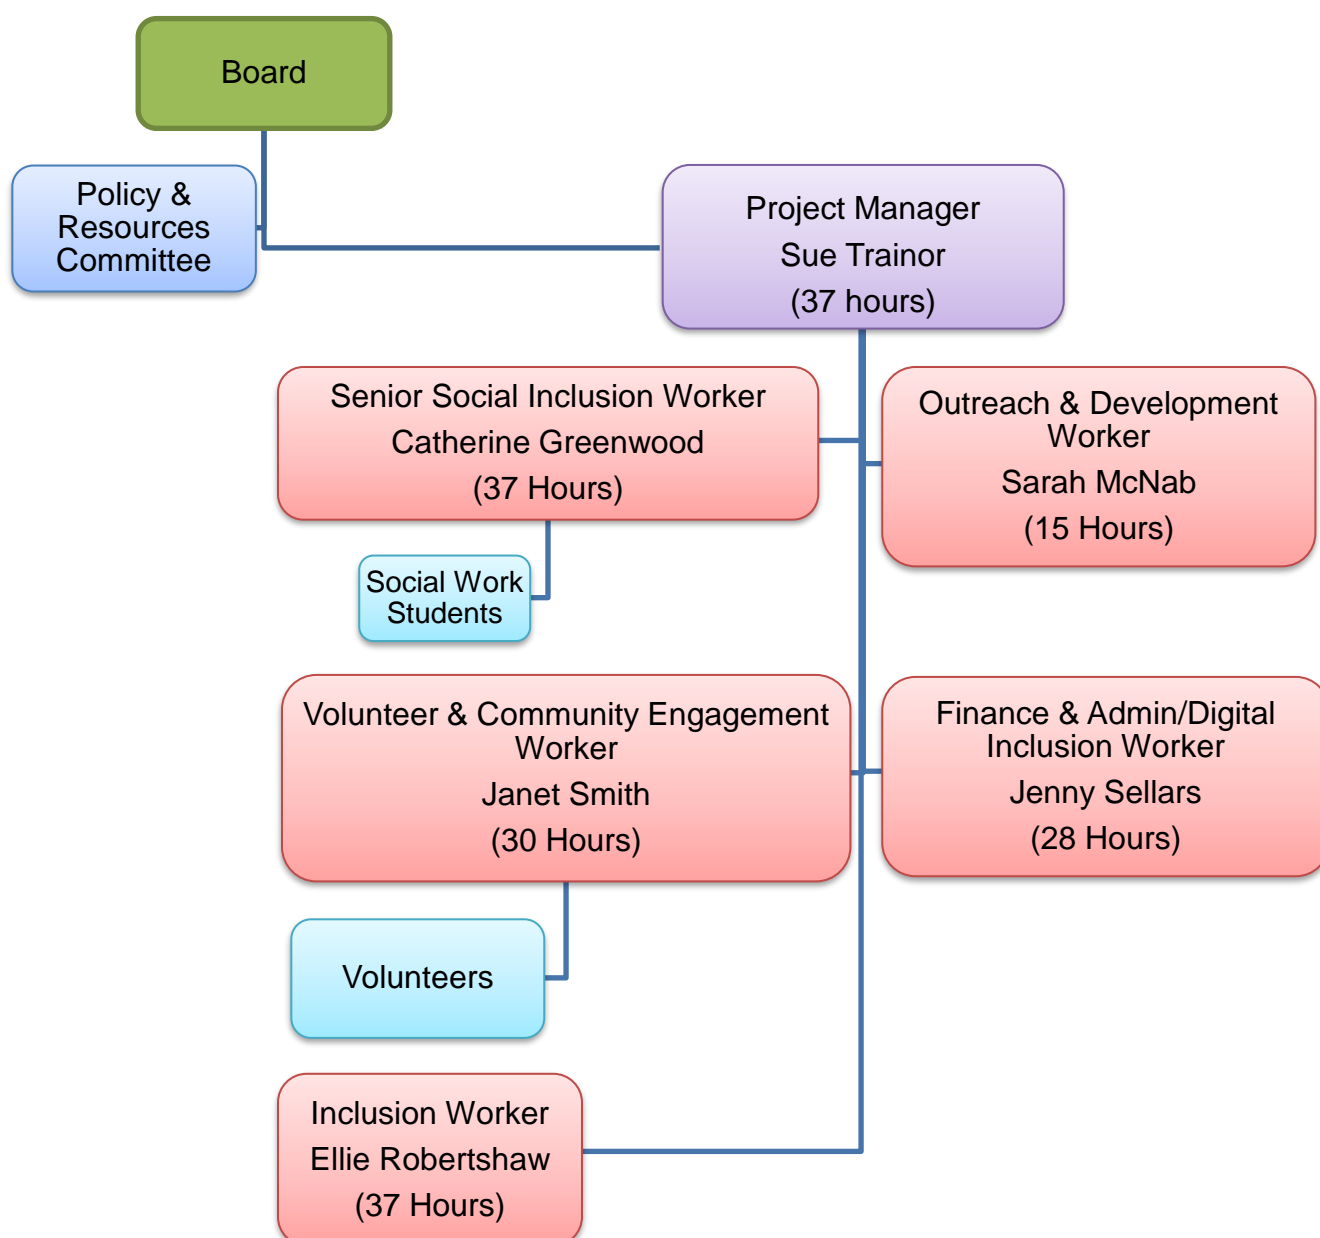 Board
Policy &
Resources
Committee
Project Manager
Sue Trainor
(37 hours)
Senior Social Inclusion Worker
Catherine Greenwood
(37 Hours)
Outreach & Development
Worker
Sarah McNab
(15 Hours)
Social Work
Students
Volunteer & Community Engagement
Worker
Janet Smith
(30 Hours)
Finance & Admin/Digital
Inclusion Worker
Jenny Sellars
(28 Hours)
Volunteers
Inclusion Worker
Ellie Robertshaw
(37 Hours)